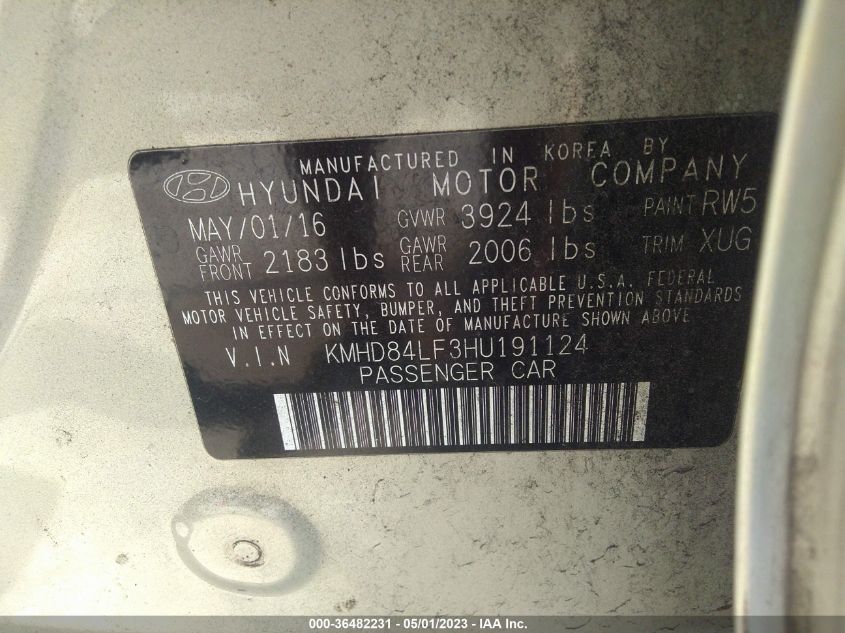 MANUFACTURED IN KOREA BY
HYUNDAI MOTOR COMPANY
MAY/01/16 GVWR 3924 lbs PAINT RW5
GAWR FRONT 2183 lbs GAWR REAR 2006 lbs TRIM XUG
THIS VEHICLE CONFORMS TO ALL APPLICABLE U.S.A. FEDERAL
MOTOR VEHICLE SAFETY, BUMPER, AND THEFT PREVENTION STANDARDS
IN EFFECT ON THE DATE OF MANUFACTURE SHOWN ABOVE
V.I.N KMHD84LF3HU191124
PASSENGER CAR
000-36482231 - 05/01/2023 - IAA Inc.